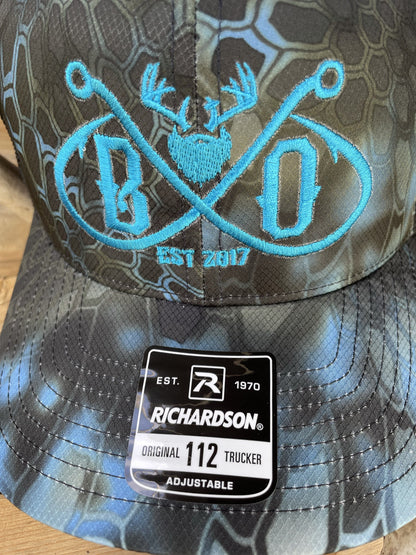 B O
EST 2017
EST. R 1970
RICHARDSON®
ORIGINAL 112 TRUCKER
ADJUSTABLE